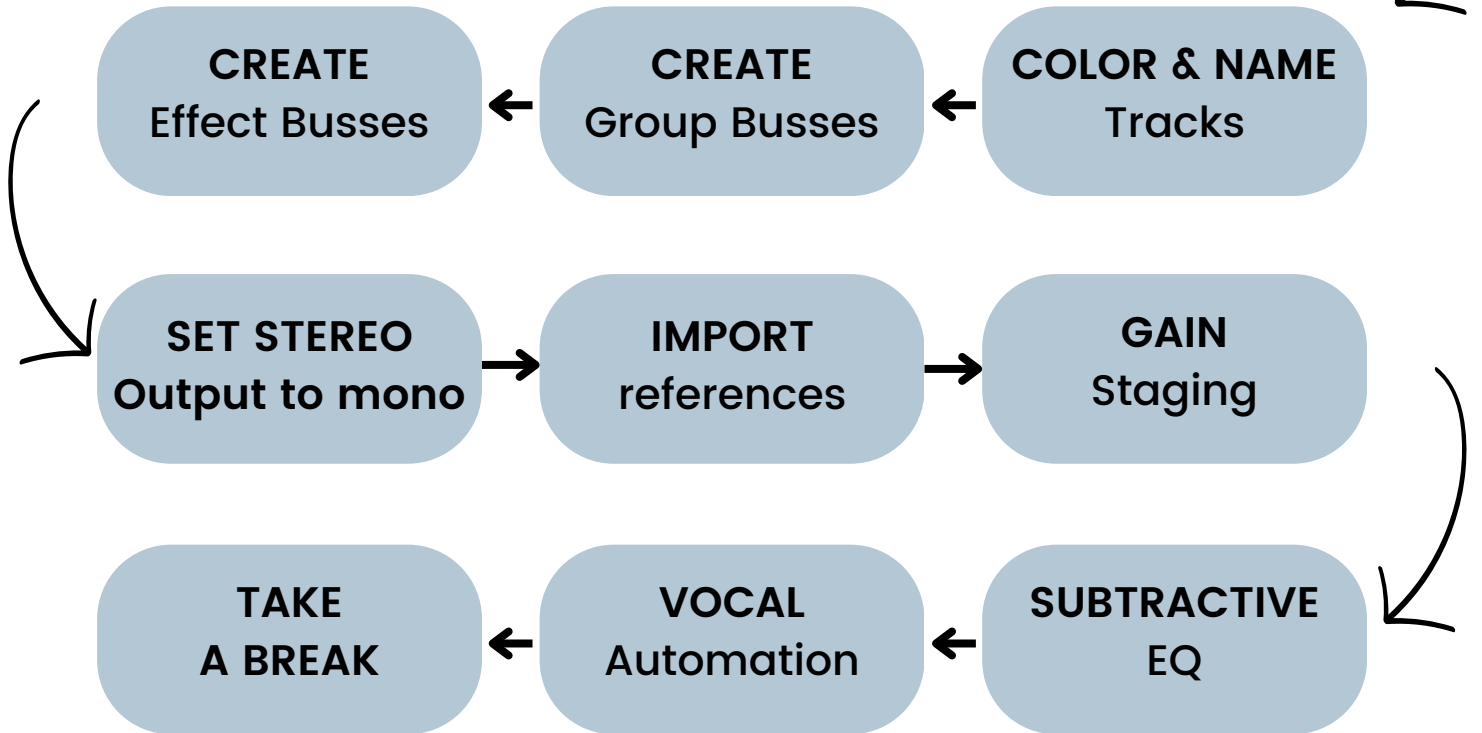 CREATE
Effect Busses
CREATE
Group Busses
COLOR & NAME
Tracks
SET STEREO
Output to mono
IMPORT
references
GAIN
Staging
TAKE
A BREAK
VOCAL
Automation
SUBTRACTIVE
EQ